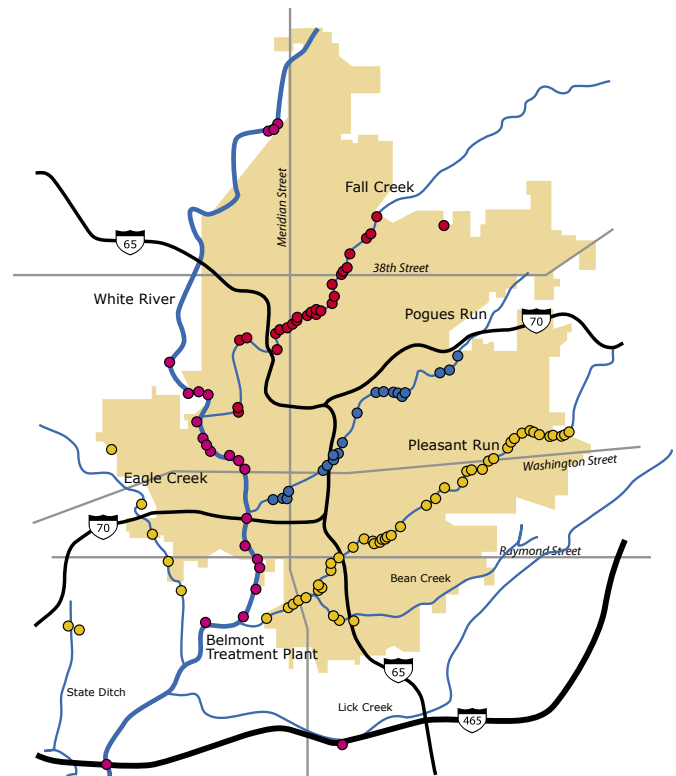 Meridian Street
Fall Creek
65
38th Street
White River
Pogues Run
70
Pleasant Run
Washington Street
Eagle Creek
70
Raymond Street
Bean Creek
Belmont
Treatment Plant
65
State Ditch
Lick Creek
465